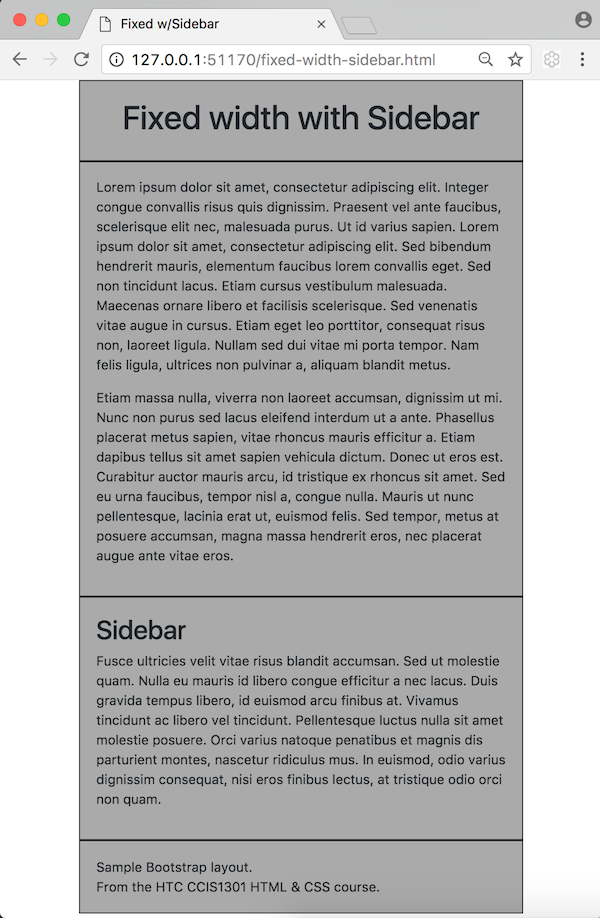 Fixed w/Sidebar
127.0.0.1:51170/fixed-width-sidebar.html
Fixed width with Sidebar
Lorem ipsum dolor sit amet, consectetur adipiscing elit. Integer
congue convallis risus quis dignissim. Praesent vel ante faucibus,
scelerisque elit nec, malesuada purus. Ut id varius sapien. Lorem
ipsum dolor sit amet, consectetur adipiscing elit. Sed bibendum
hendrerit mauris, elementum faucibus lorem convallis eget. Sed
non tincidunt lacus. Etiam cursus vestibulum malesuada.
Maecenas ornare libero et facilisis scelerisque. Sed venenatis
vitae augue in cursus. Etiam eget leo porttitor, consequat risus
non, laoreet ligula. Nullam sed dui vitae mi porta tempor. Nam
felis ligula, ultrices non pulvinar a, aliquam blandit metus.
Etiam massa nulla, viverra non laoreet accumsan, dignissim ut mi.
Nunc non purus sed lacus eleifend interdum ut a ante. Phasellus
placerat metus sapien, vitae rhoncus mauris efficitur a. Etiam
dapibus tellus sit amet sapien vehicula dictum. Donec ut eros est.
Curabitur auctor mauris arcu, id tristique ex rhoncus sit amet. Sed
eu urna faucibus, tempor nisl a, congue nulla. Mauris ut nunc
pellentesque, lacinia erat ut, euismod felis. Sed tempor, metus at
posuere accumsan, magna massa hendrerit eros, nec placerat
augue ante vitae eros.
Sidebar
Fusce ultricies velit vitae risus blandit accumsan. Sed ut molestie
quam. Nulla eu mauris id libero congue efficitur a nec lacus. Duis
gravida tempus libero, id euismod arcu finibus at. Vivamus
tincidunt ac libero vel tincidunt. Pellentesque luctus nulla sit amet
molestie posuere. Orci varius natoque penatibus et magnis dis
parturient montes, nascetur ridiculus mus. In euismod, odio varius
dignissim consequat, nisi eros finibus lectus, at tristique odio orci
non quam.
Sample Bootstrap layout.
From the HTC CCIS1301 HTML & CSS course.